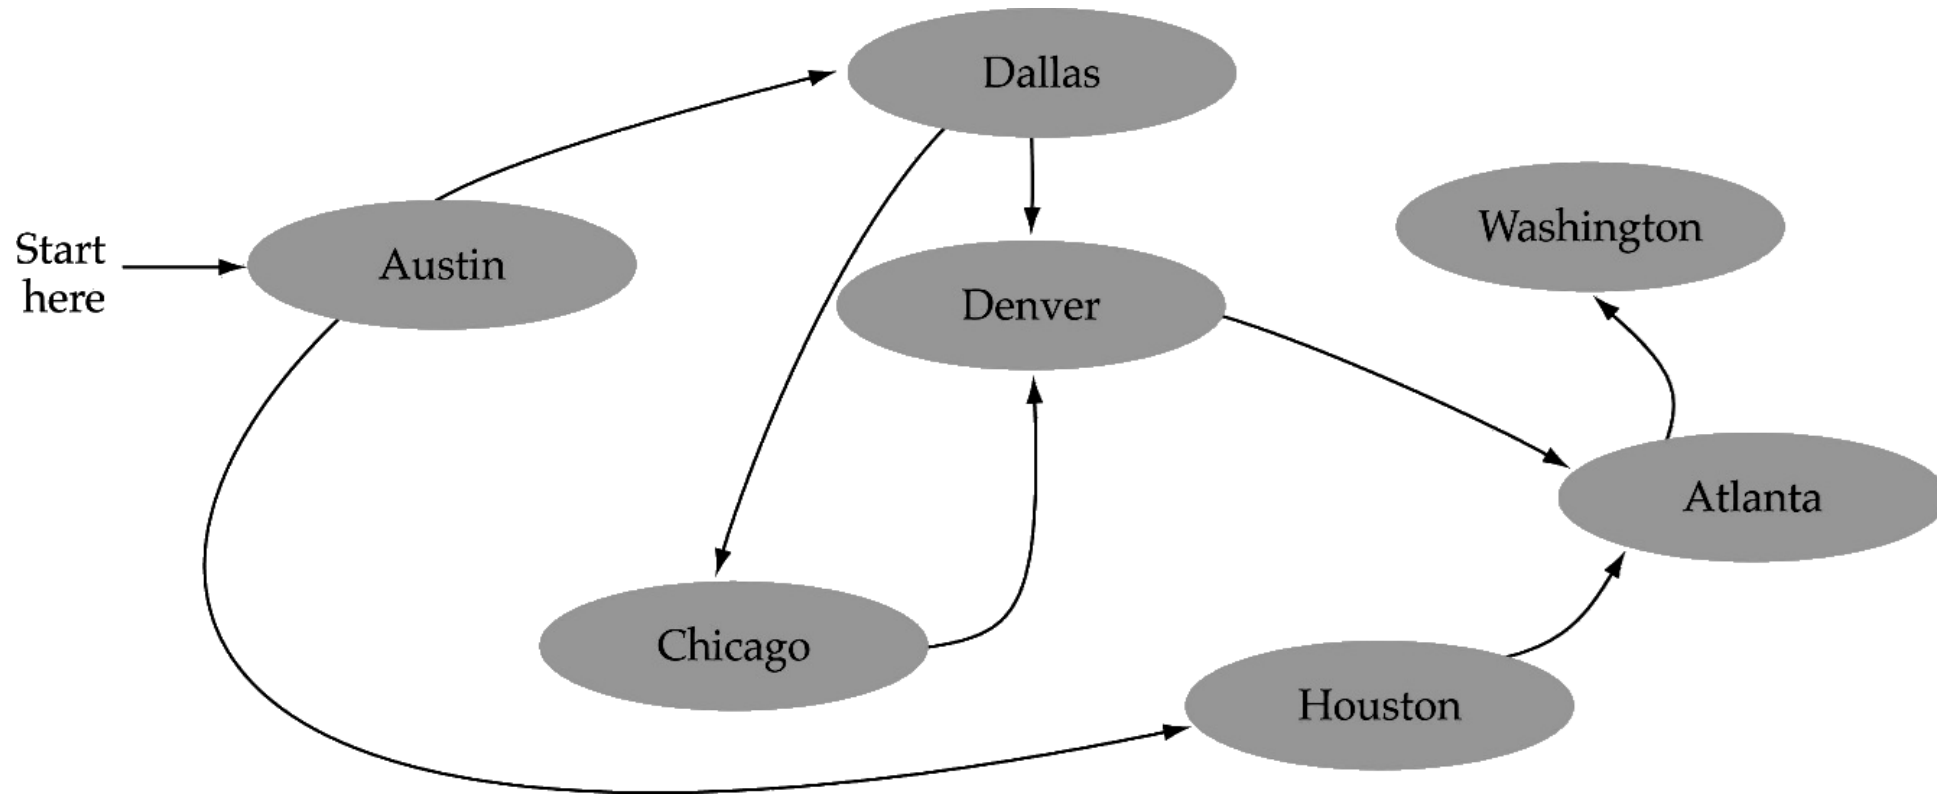 Dallas
Washington
Start
here
Austin
Denver
Atlanta
Chicago
Houston